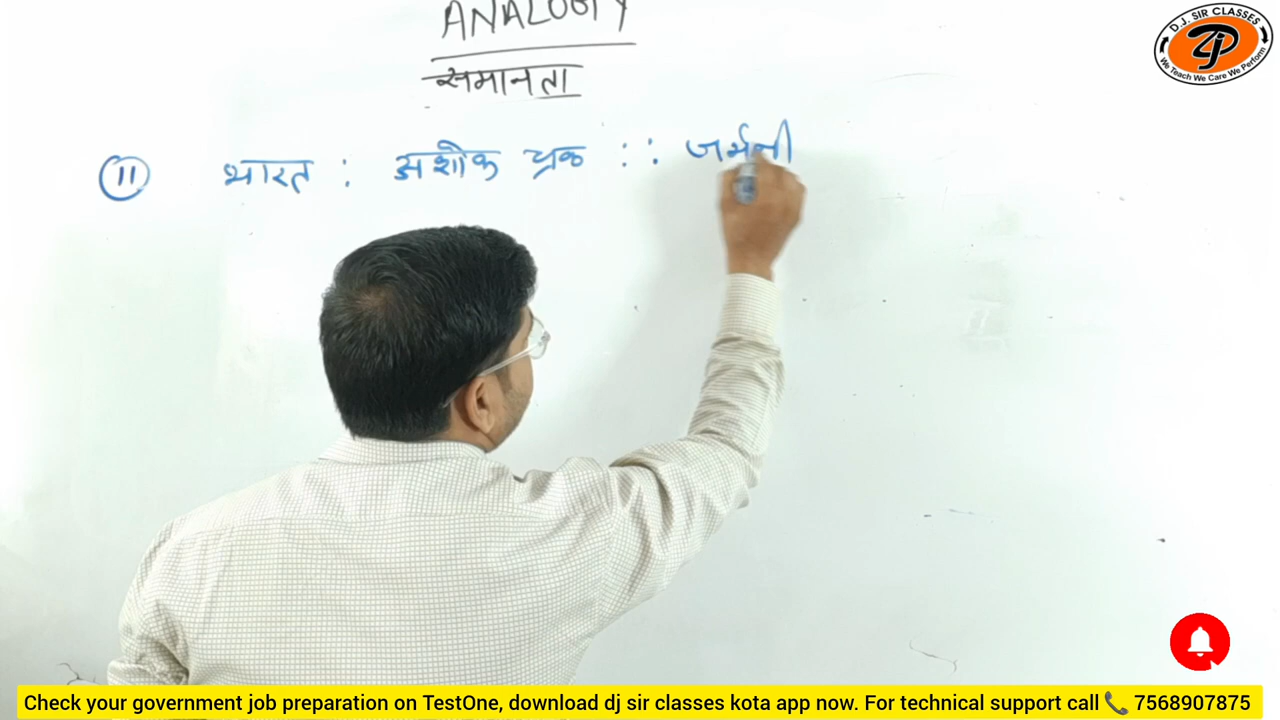 ANALOGY
समानता
11 भारत : अशोक चक्र :: जर्मनी
D.J. SIR CLASSES
We Teach We Care We Perform
Check your government job preparation on TestOne, download dj sir classes kota app now. For technical support call 📞 7568907875